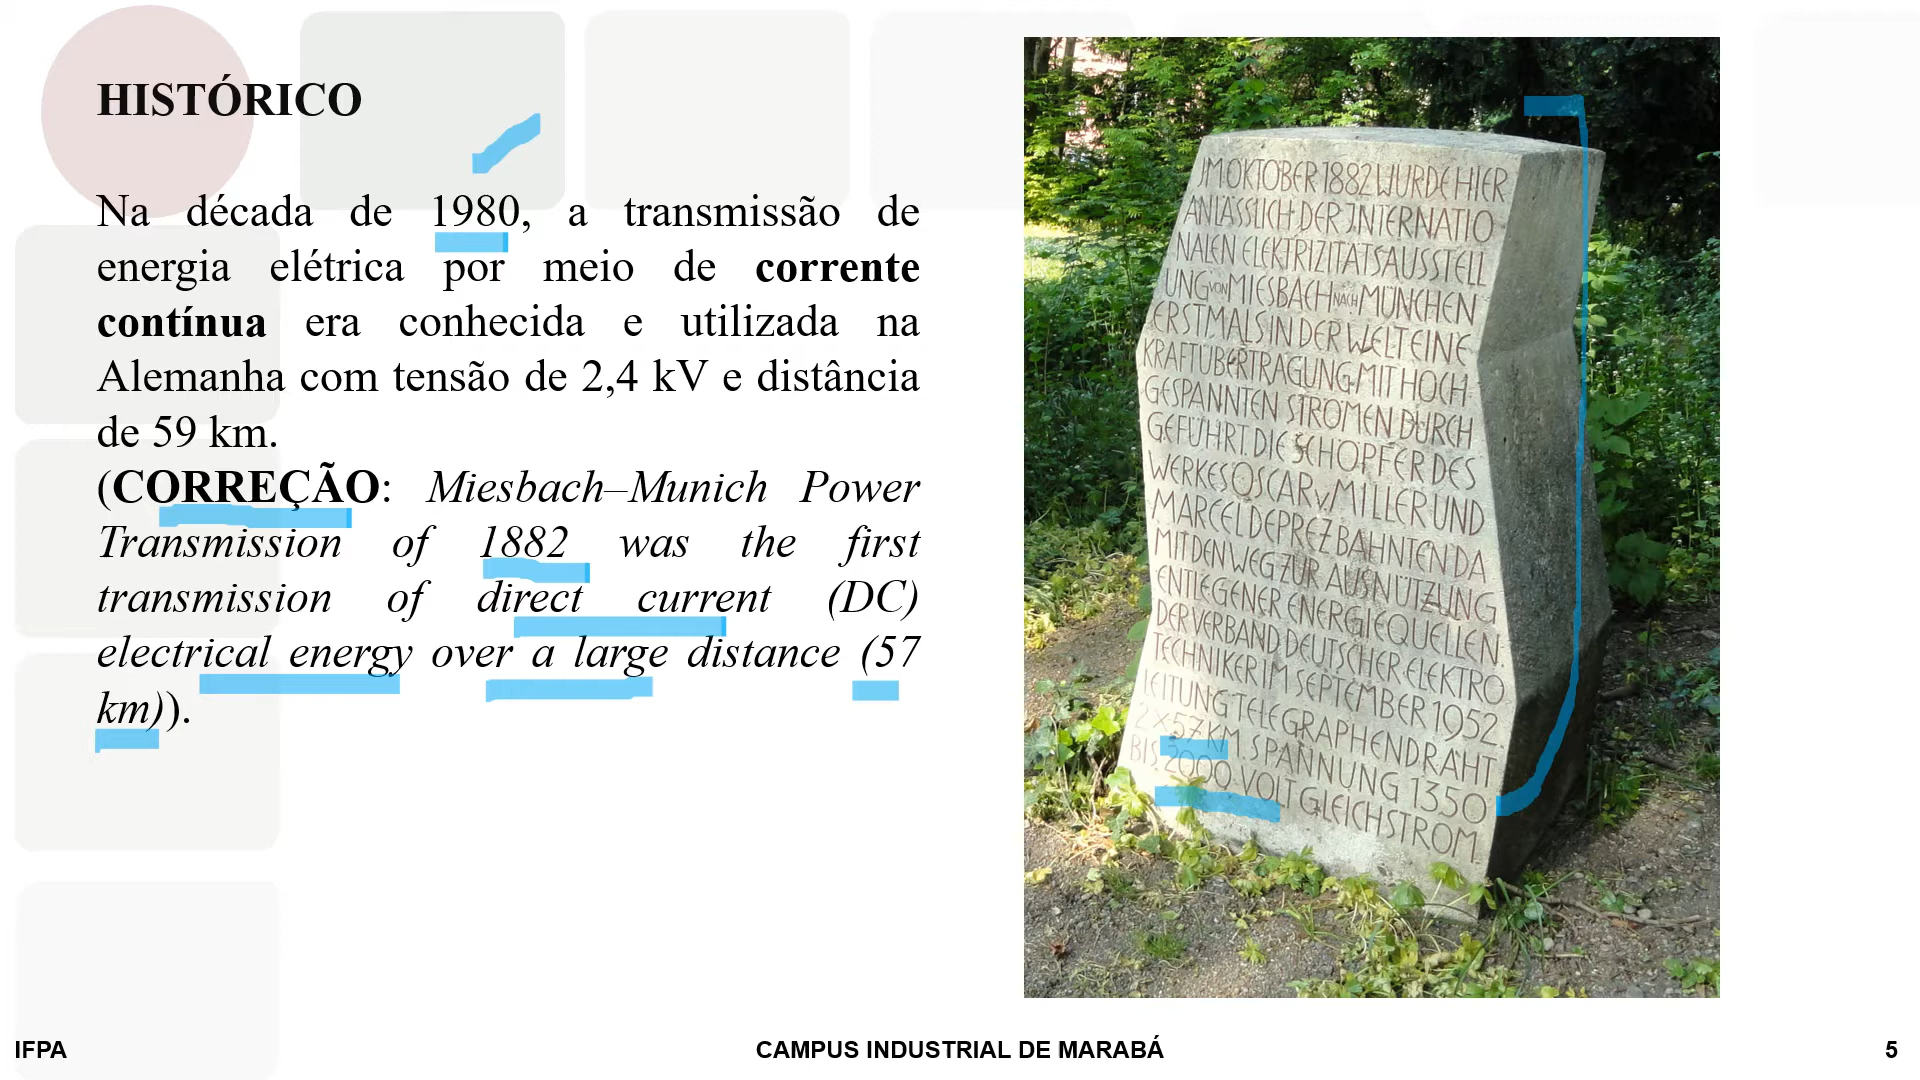 HISTÓRICO
Na década de 1980, a transmissão de
energia elétrica por meio de corrente
contínua era conhecida e utilizada na
Alemanha com tensão de 2,4 kV e distância
de 59 km.
(CORREÇÃO: Miesbach–Munich Power
Transmission of 1882 was the first
transmission of direct current (DC)
electrical energy over a large distance (57
km)).
IM OKTOBER 1882 WURDE HIER
ANLÄSSLICH DER INTERNATIO
NALEN ELEKTRIZITÄTSAUSSTELL
UNG VON MIESBACH NACH MÜNCHEN
ERSTMALS IN DER WELT EINE
KRAFTÜBERTRAGUNG MIT HOCH
GESPANNTEN STRÖMEN DURCH
GEFÜHRT. DIE SCHÖPFER DES
WERKES OSCAR V. MILLER UND
MARCEL DEPREZ BAHNTEN DA
MIT DEN WEG ZUR AUSNÜTZUNG
ENTLEGENER ENERGIEQUELLEN.
DER VERBAND DEUTSCHER ELEKTRO
TECHNIKER IM SEPTEMBER 1952.
LEITUNG TELEGRAPHENDRAHT
2 × 57 KM SPANNUNG 1350
BIS 2000 VOLT GLEICHSTROM
IFPA
CAMPUS INDUSTRIAL DE MARABÁ
5